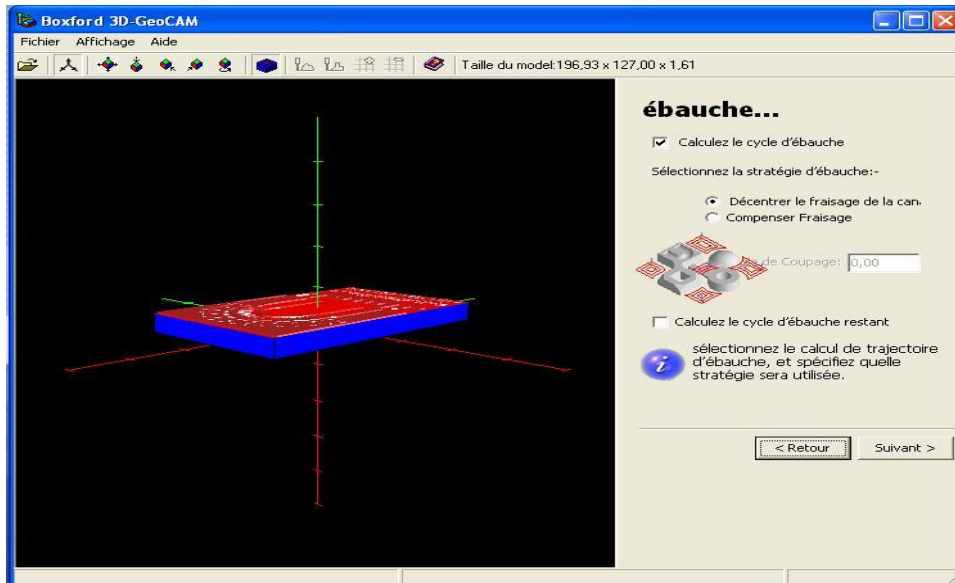 Boxford 3D-GeoCAM
Fichier Affichage Aide
Taille du model:196,93 x 127,00 x 1,61
ébauche...
Calculez le cycle d'ébauche
Sélectionnez la stratégie d'ébauche:-
Décentrer le fraisage de la can
Compenser Fraisage
de Coupage: 0,00
Calculez le cycle d'ébauche restant
sélectionnez le calcul de trajectoire
d'ébauche, et spécifiez quelle
stratégie sera utilisée.
< Retour Suivant >